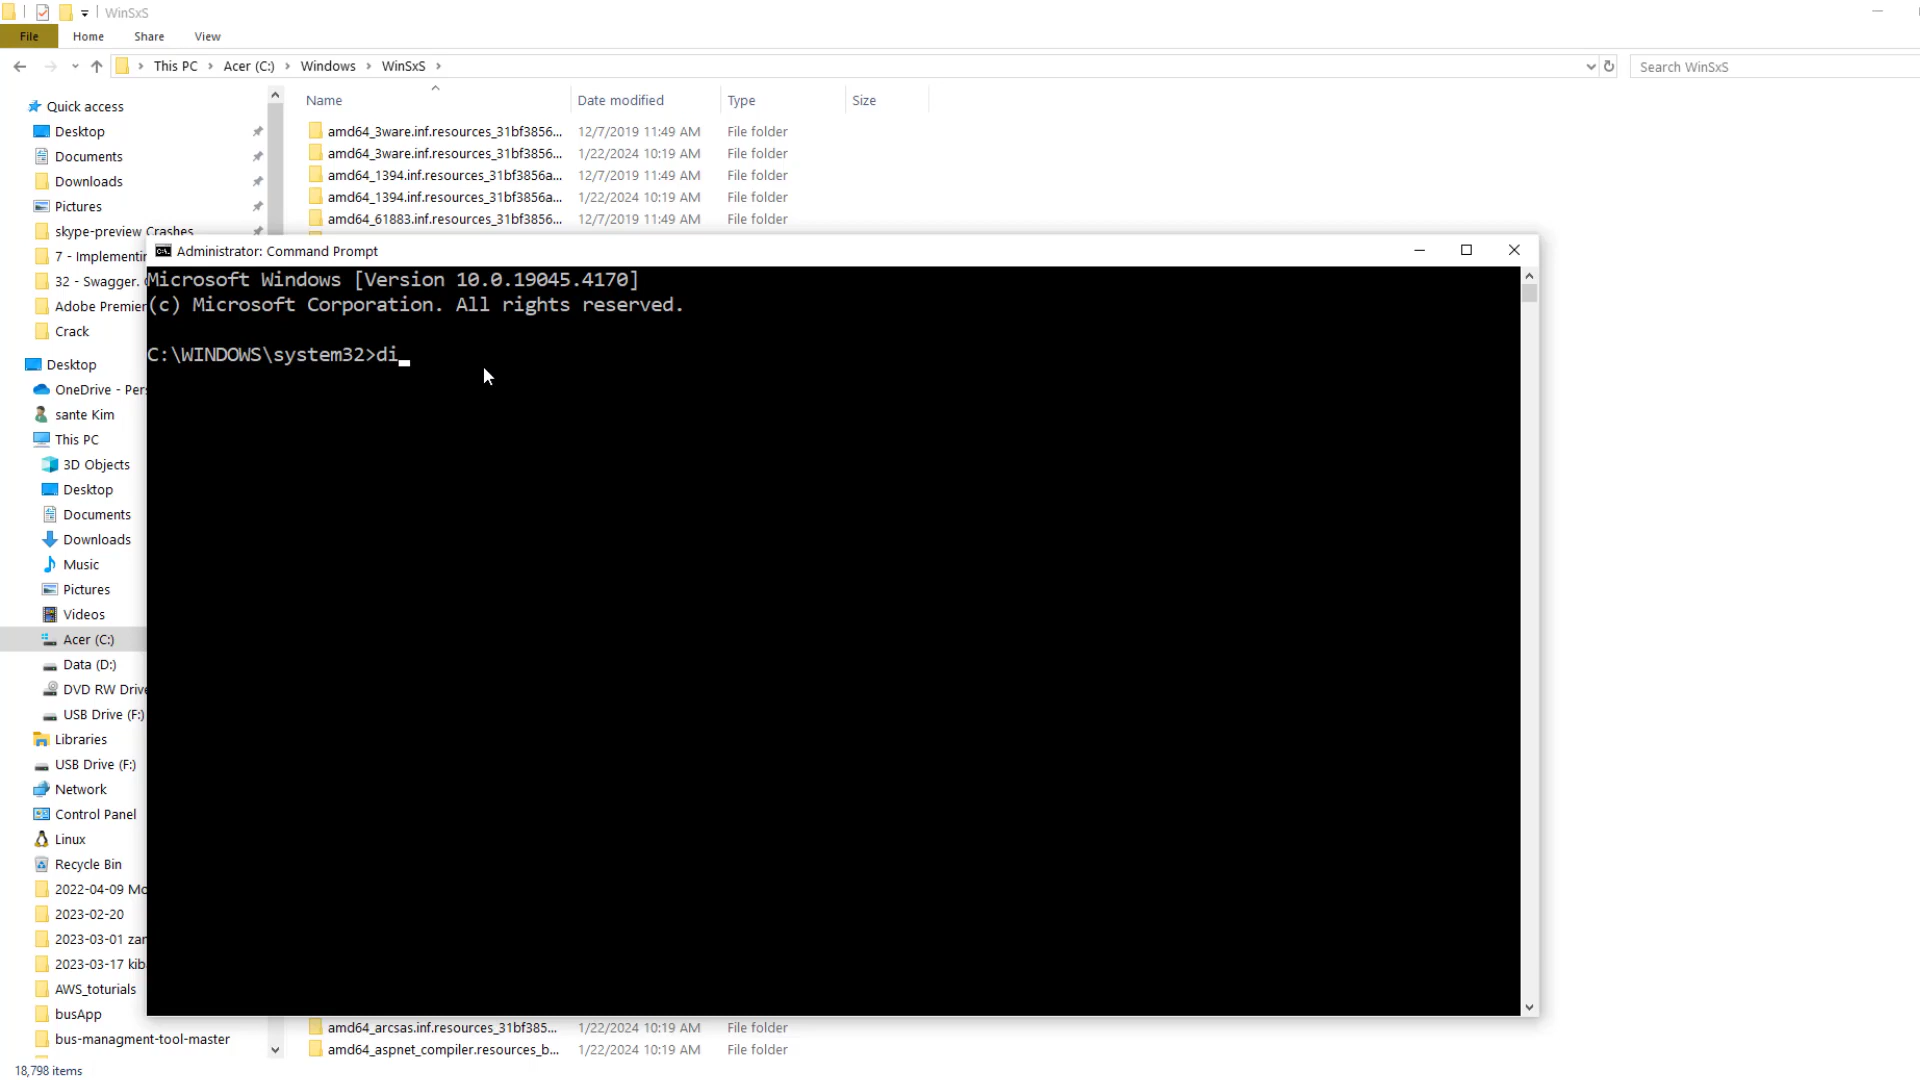 WinSxS
File Home Share View
This PC Acer (C:) Windows WinSxS
Search WinSxS
Name Date modified Type Size
Quick access
Desktop
Documents
Downloads
Pictures
skype-preview Crashes
7 - Implementin
32 - Swagger.
Adobe Premier
Crack
Desktop
OneDrive - Pers
sante Kim
This PC
3D Objects
Desktop
Documents
Downloads
Music
Pictures
Videos
Acer (C:)
Data (D:)
DVD RW Drive
USB Drive (F:)
Libraries
USB Drive (F:)
Network
Control Panel
Linux
Recycle Bin
2022-04-09 Mo
2023-02-20
2023-03-01 zar
2023-03-17 kib
AWS_toturials
busApp
bus-managment-tool-master
amd64_3ware.inf.resources_31bf3856... 12/7/2019 11:49 AM File folder
amd64_3ware.inf.resources_31bf3856... 1/22/2024 10:19 AM File folder
amd64_1394.inf.resources_31bf3856a... 12/7/2019 11:49 AM File folder
amd64_1394.inf.resources_31bf3856a... 1/22/2024 10:19 AM File folder
amd64_61883.inf.resources_31bf3856... 12/7/2019 11:49 AM File folder
Administrator: Command Prompt
Microsoft Windows [Version 10.0.19045.4170]
(c) Microsoft Corporation. All rights reserved.
C:\WINDOWS\system32>di_
amd64_arcsas.inf.resources_31bf385... 1/22/2024 10:19 AM File folder
amd64_aspnet_compiler.resources_b... 1/22/2024 10:19 AM File folder
18,798 items